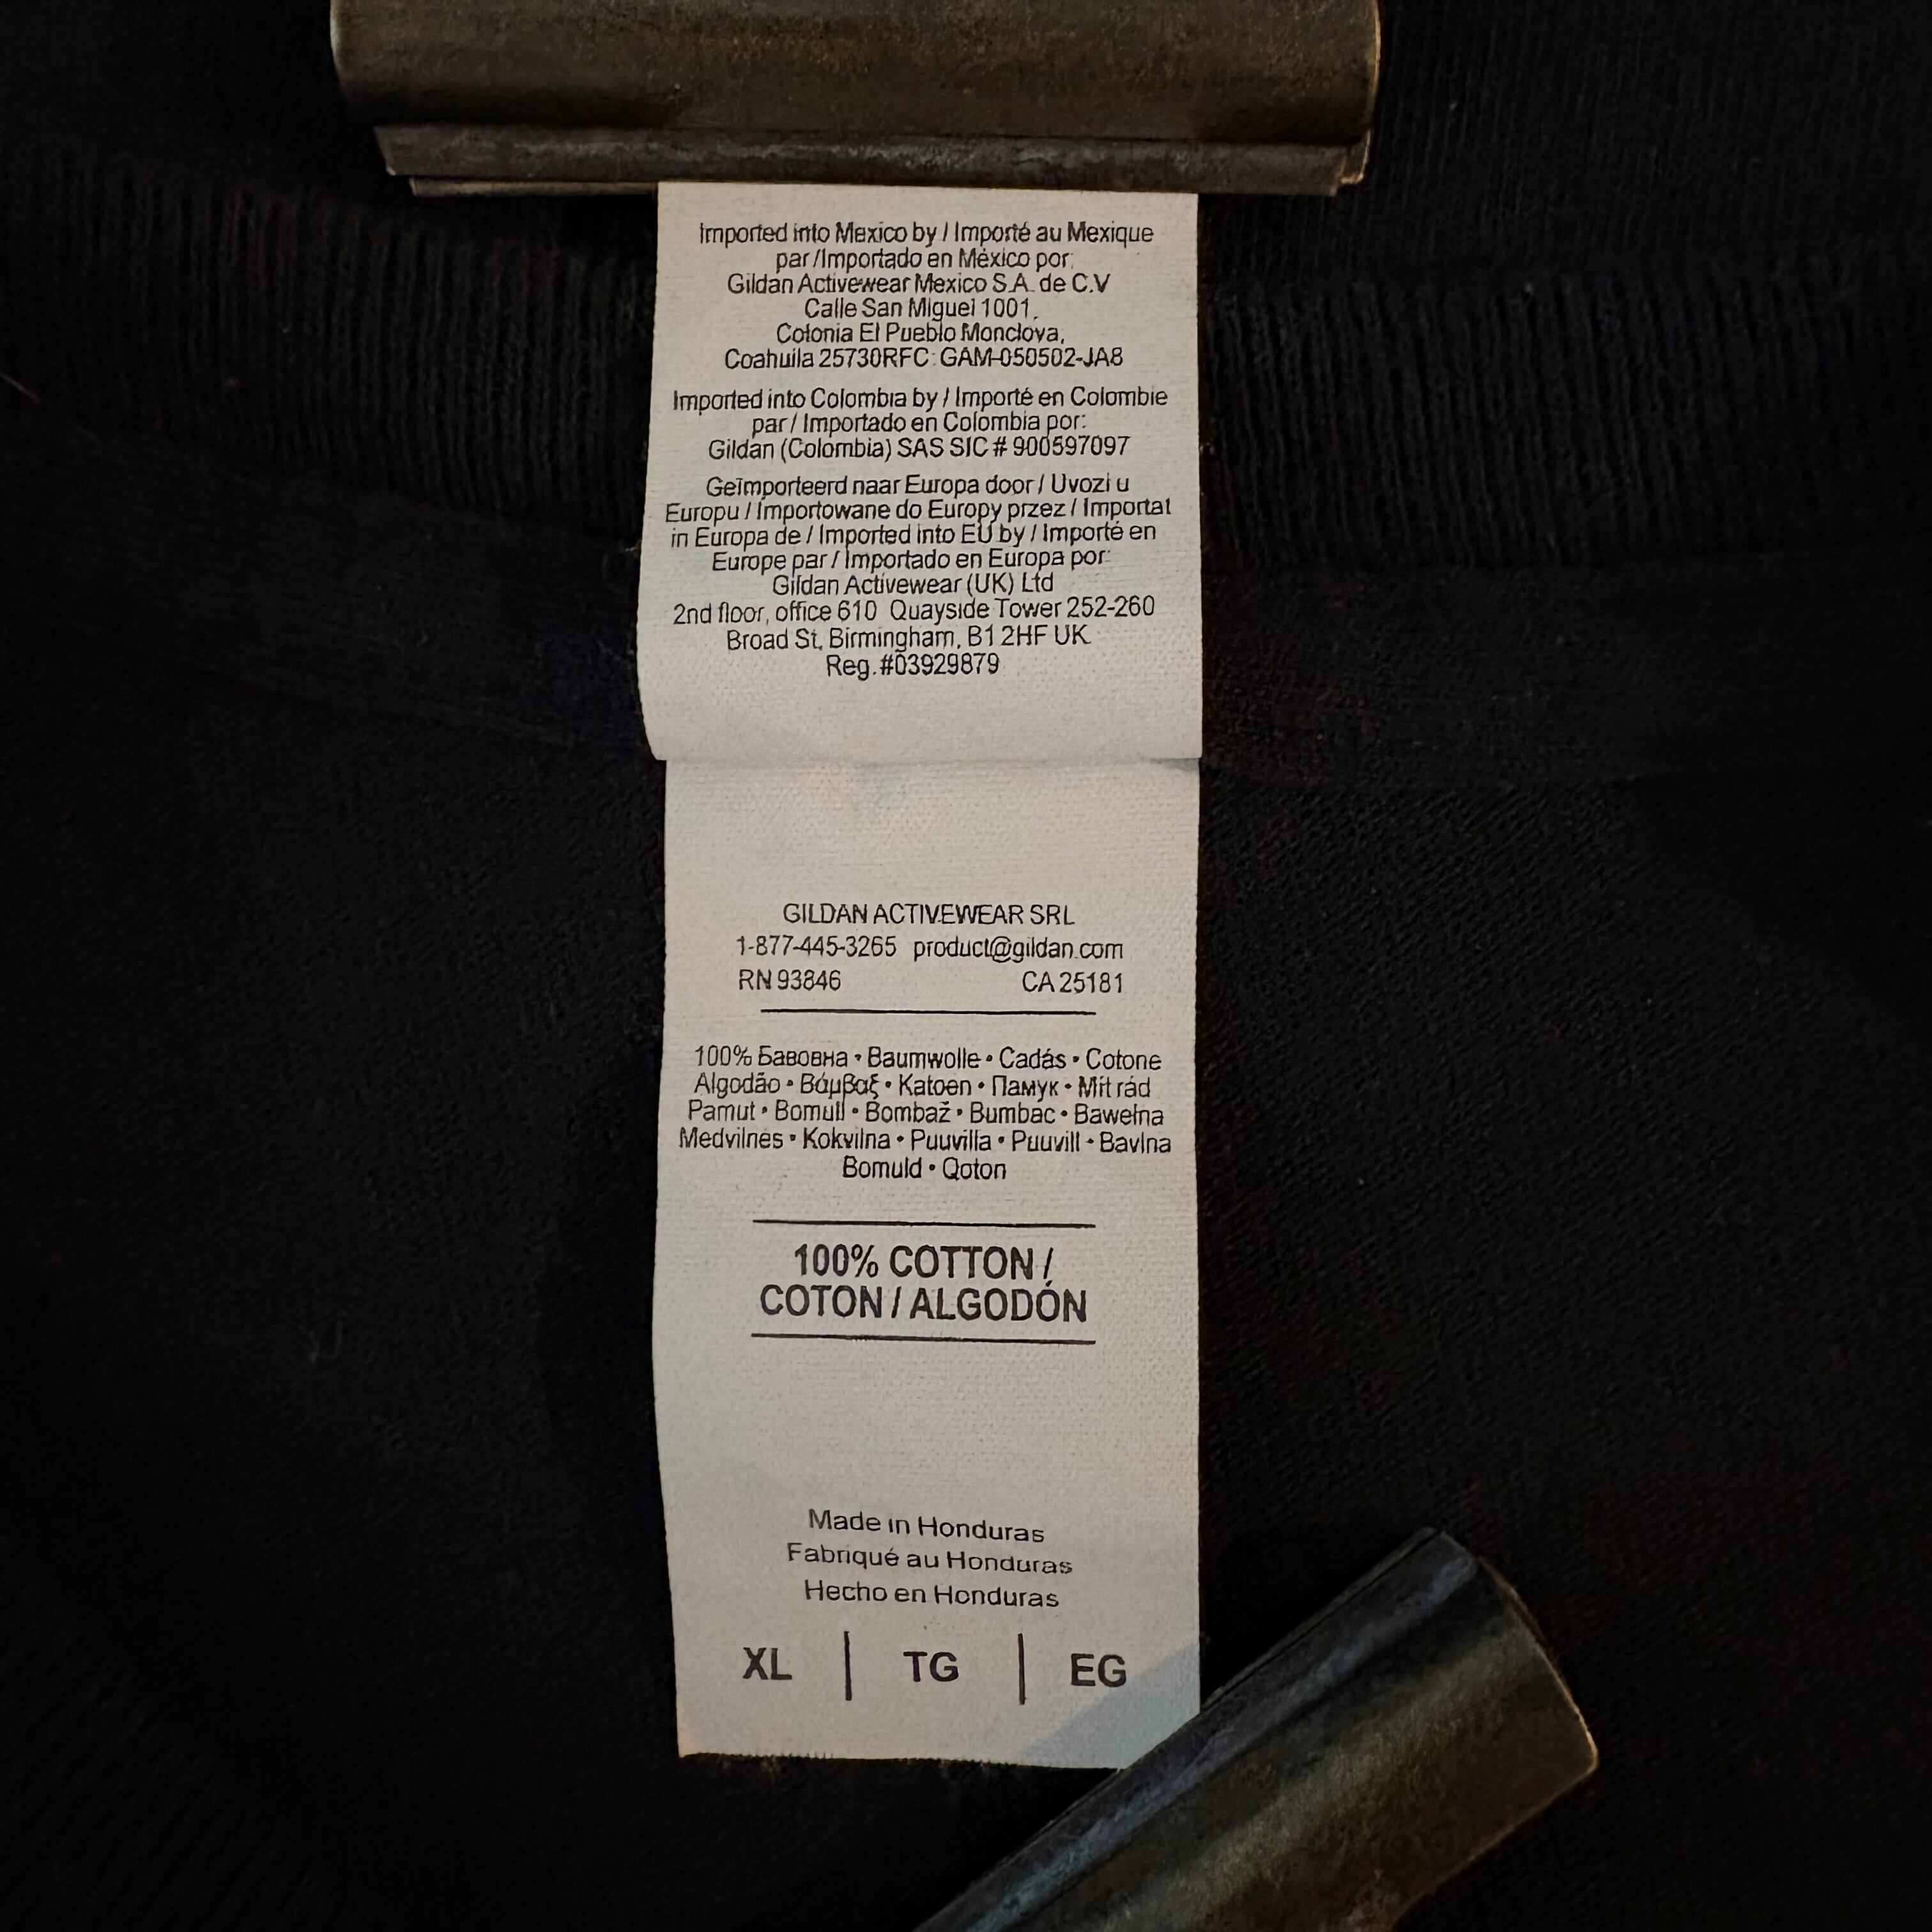 Imported into Mexico by / Importé au Mexique
par /Importado en México por:
Gildan Activewear Mexico S.A. de C.V
Calle San Miguel 1001,
Colonia El Pueblo Monclova,
Coahuila 25730RFC: GAM-050502-JA8
Imported into Colombia by / Importé en Colombie
par / Importado en Colombia por:
Gildan (Colombia) SAS SIC # 900597097
Geïmporteerd naar Europa door / Uvozi u
Europu / Importowane do Europy przez / Importat
in Europa de / Imported into EU by / Importé en
Europe par / Importado en Europa por:
Gildan Activewear (UK) Ltd
2nd floor, office 610 Quayside Tower 252-260
Broad St, Birmingham, B1 2HF UK
Reg.#03929879
GILDAN ACTIVEWEAR SRL
1-877-445-3265 product@gildan.com
RN 93846 CA 25181
100% Бавовна • Baumwolle • Cadás • Cotone
Algodão • Βάμβαξ • Katoen • Памук • Mít rád
Pamut • Bomull • Bombaž • Bumbac • Bawełna
Medvilnės • Kokvilna • Puuvilla • Puuvill • Bavlna
Bomuld • Qoton
100% COTTON /
COTON / ALGODÓN
Made in Honduras
Fabriqué au Honduras
Hecho en Honduras
XL | TG | EG